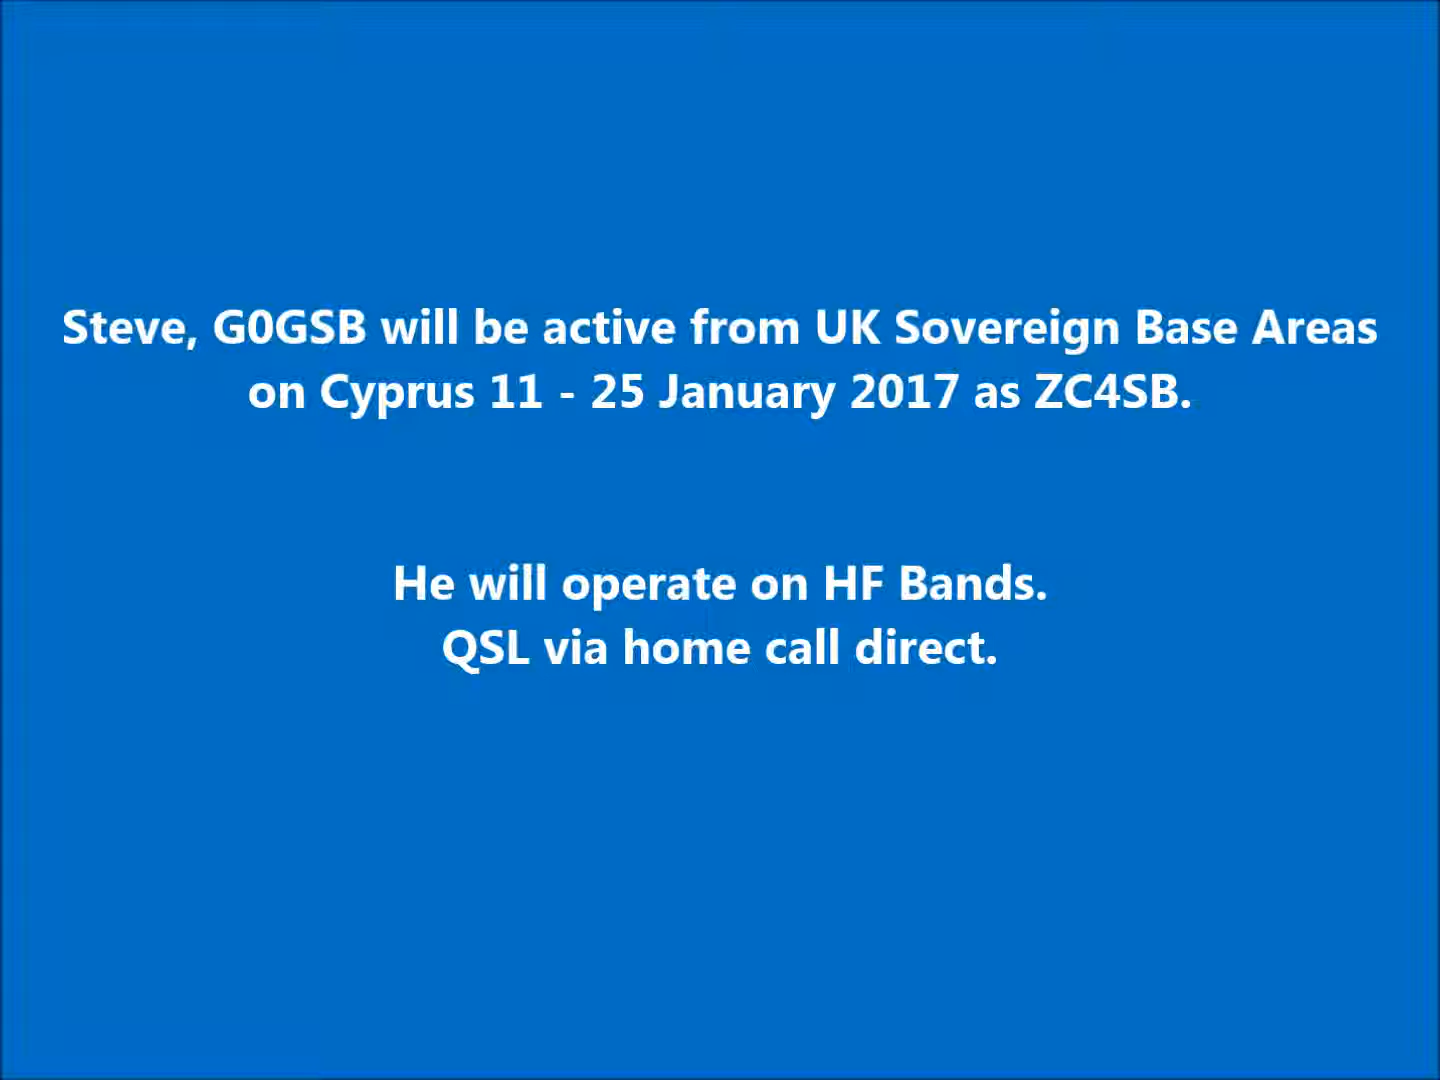 Steve, G0GSB will be active from UK Sovereign Base Areas
on Cyprus 11 - 25 January 2017 as ZC4SB.
He will operate on HF Bands.
QSL via home call direct.